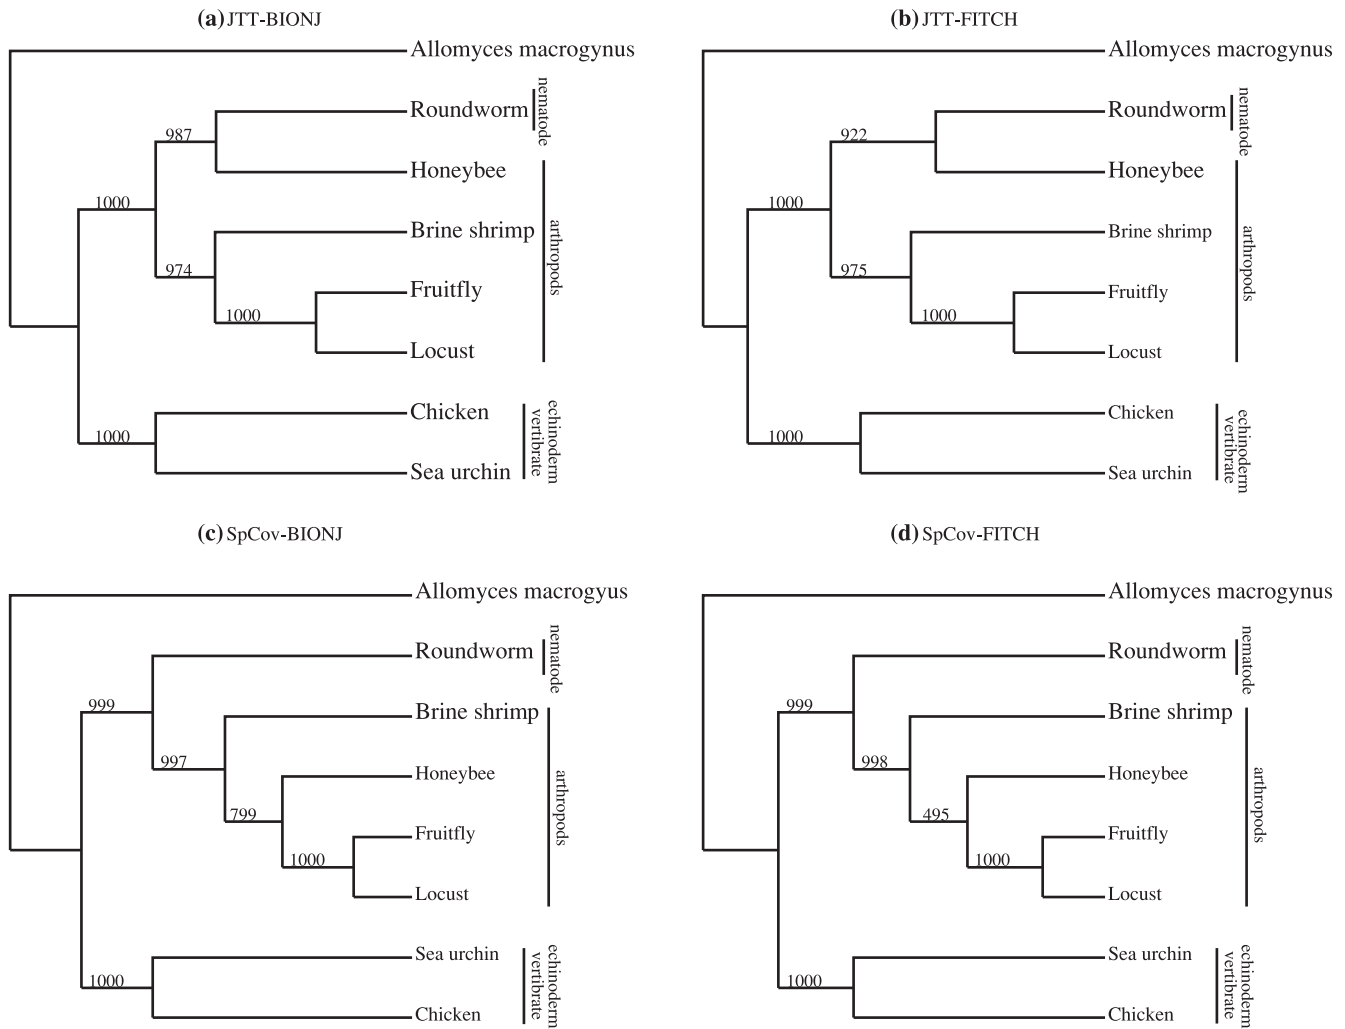 (a) JTT-BIONJ
Allomyces macrogynus
Roundworm
nematode
987
Honeybee
1000
Brine shrimp
arthropods
974
Fruitfly
1000
Locust
Chicken
echinoderm
vertibrate
1000
Sea urchin
(b) JTT-FITCH
Allomyces macrogynus
Roundworm
nematode
922
Honeybee
1000
Brine shrimp
arthropods
975
Fruitfly
1000
Locust
Chicken
echinoderm
vertibrate
1000
Sea urchin
(c) SpCov-BIONJ
Allomyces macrogyus
Roundworm
nematode
999
Brine shrimp
997
Honeybee
arthropods
799
Fruitfly
1000
Locust
Sea urchin
echinoderm
vertibrate
1000
Chicken
(d) SpCov-FITCH
Allomyces macrogynus
Roundworm
nematode
999
Brine shrimp
998
Honeybee
arthropods
495
Fruitfly
1000
Locust
Sea urchin
echinoderm
vertibrate
1000
Chicken